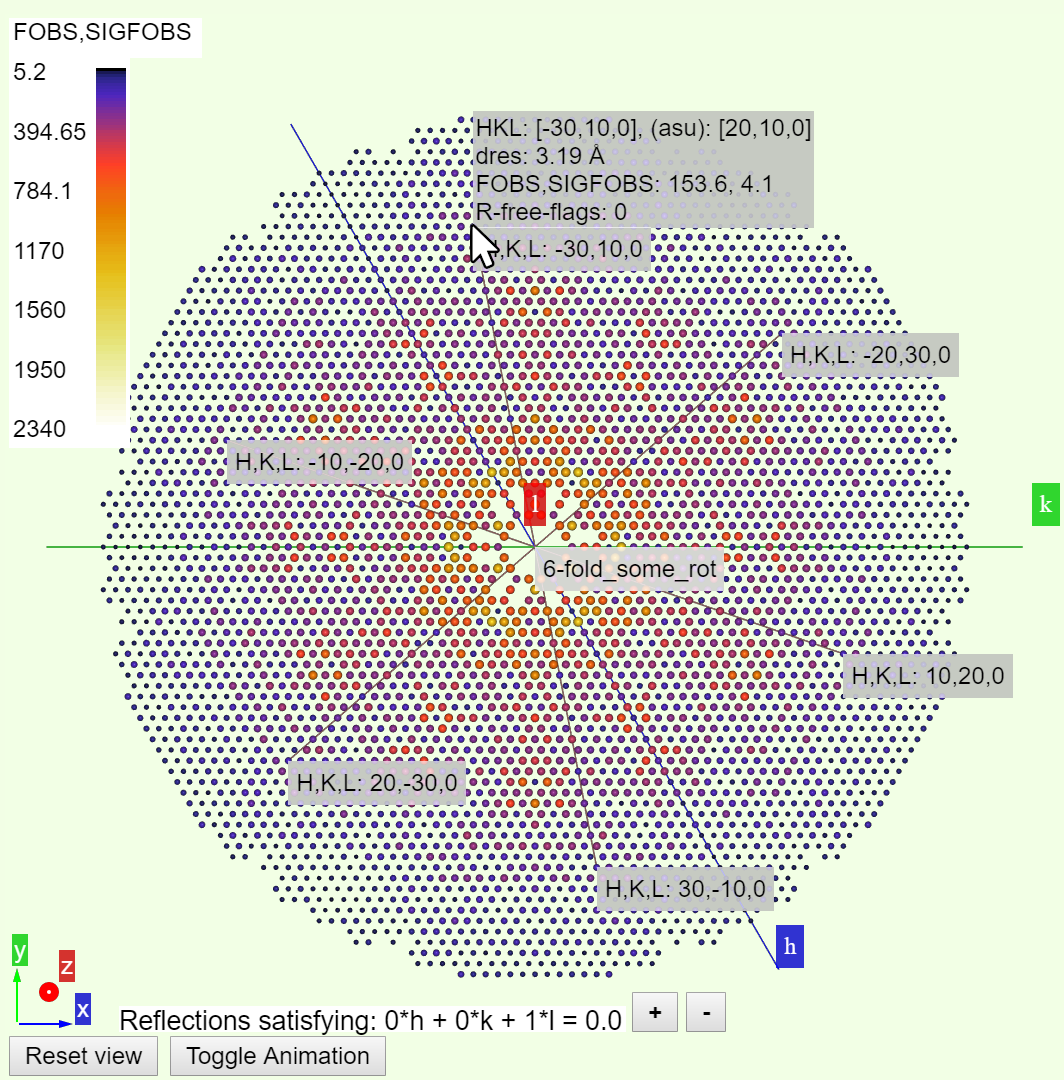 FOBS,SIGFOBS
5.2
394.65
784.1
1170
1560
1950
2340
HKL: [-30,10,0], (asu): [20,10,0]
dres: 3.19 Å
FOBS,SIGFOBS: 153.6, 4.1
R-free-flags: 0
,K,L: -30,10,0
H,K,L: -20,30,0
H,K,L: -10,-20,0
l
k
6-fold_some_rot
H,K,L: 10,20,0
H,K,L: 20,-30,0
H,K,L: 30,-10,0
h
y
z
x
Reflections satisfying: 0*h + 0*k + 1*l = 0.0
+
-
Reset view
Toggle Animation